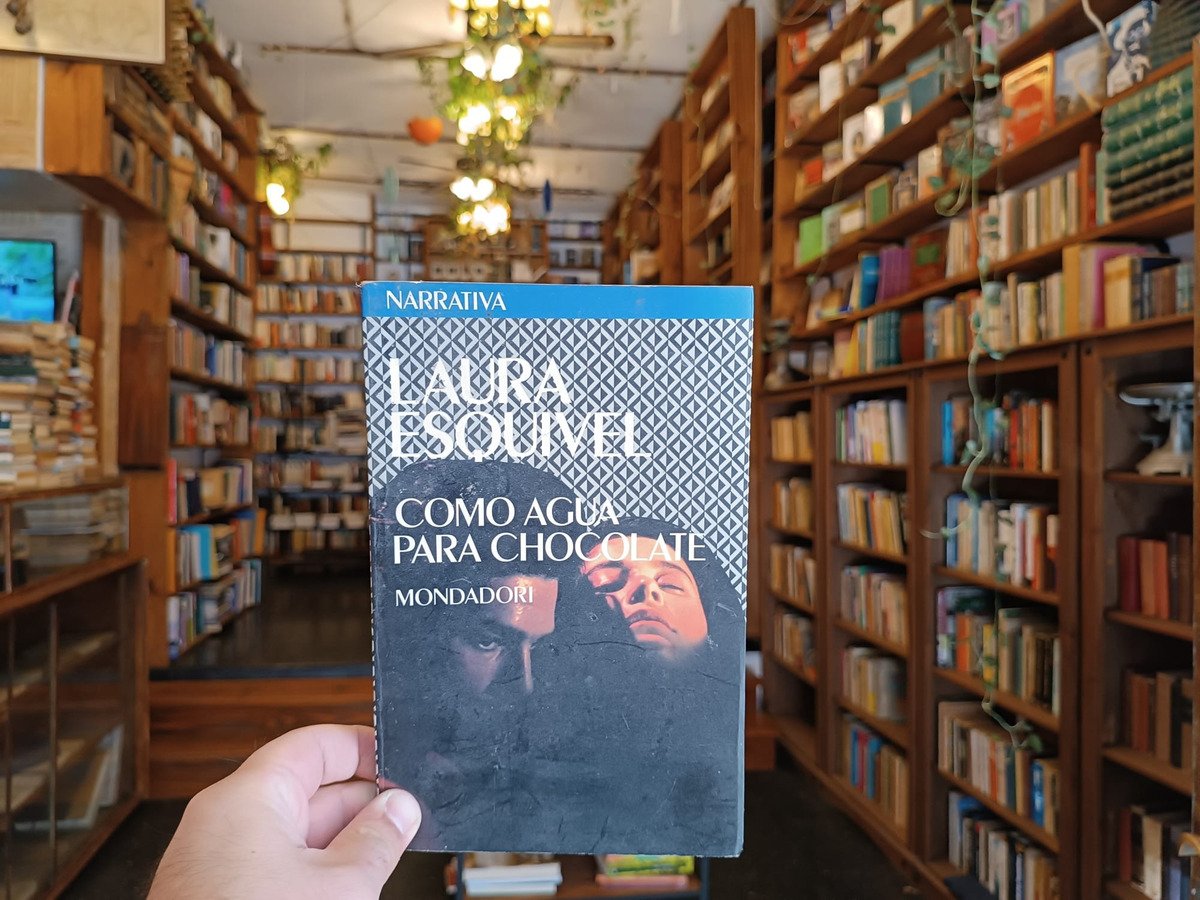 NARRATIVA
LAURA
ESQUIVEL
COMO AGUA
PARA CHOCOLATE
MONDADORI